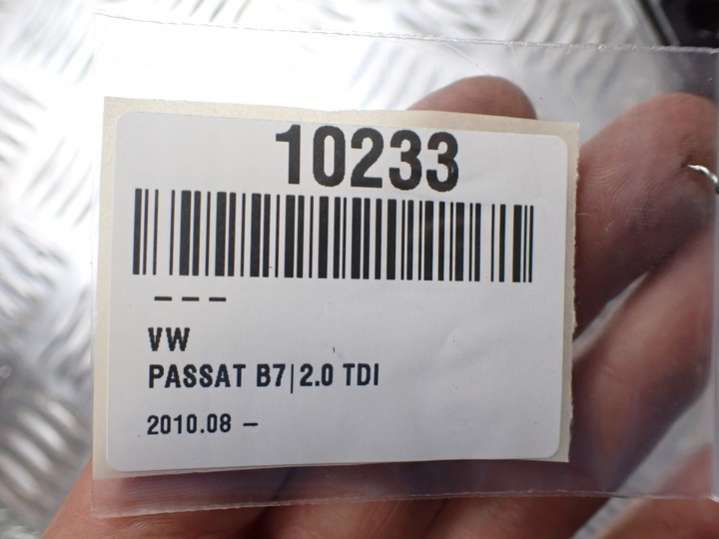 10233
– – –
VW
PASSAT B7|2.0 TDI
2010.08 –